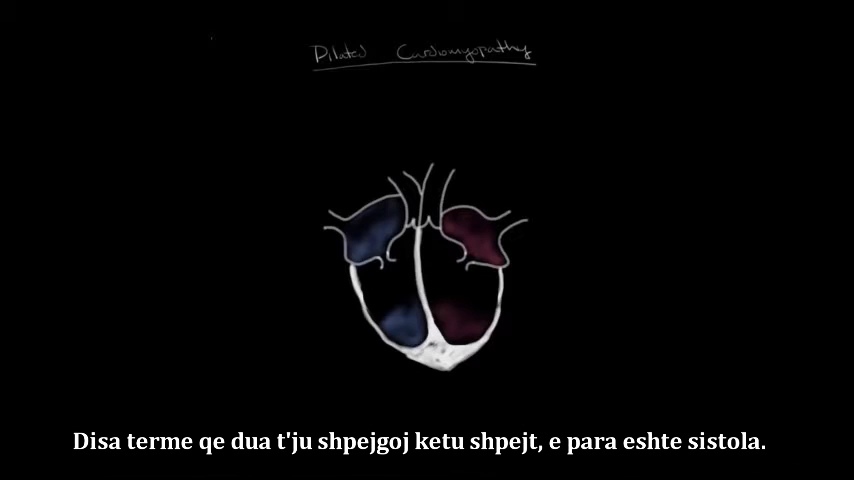 Dilated Cardiomyopathy
Disa terme qe dua t'ju shpejgoj ketu shpejt, e para eshte sistola.